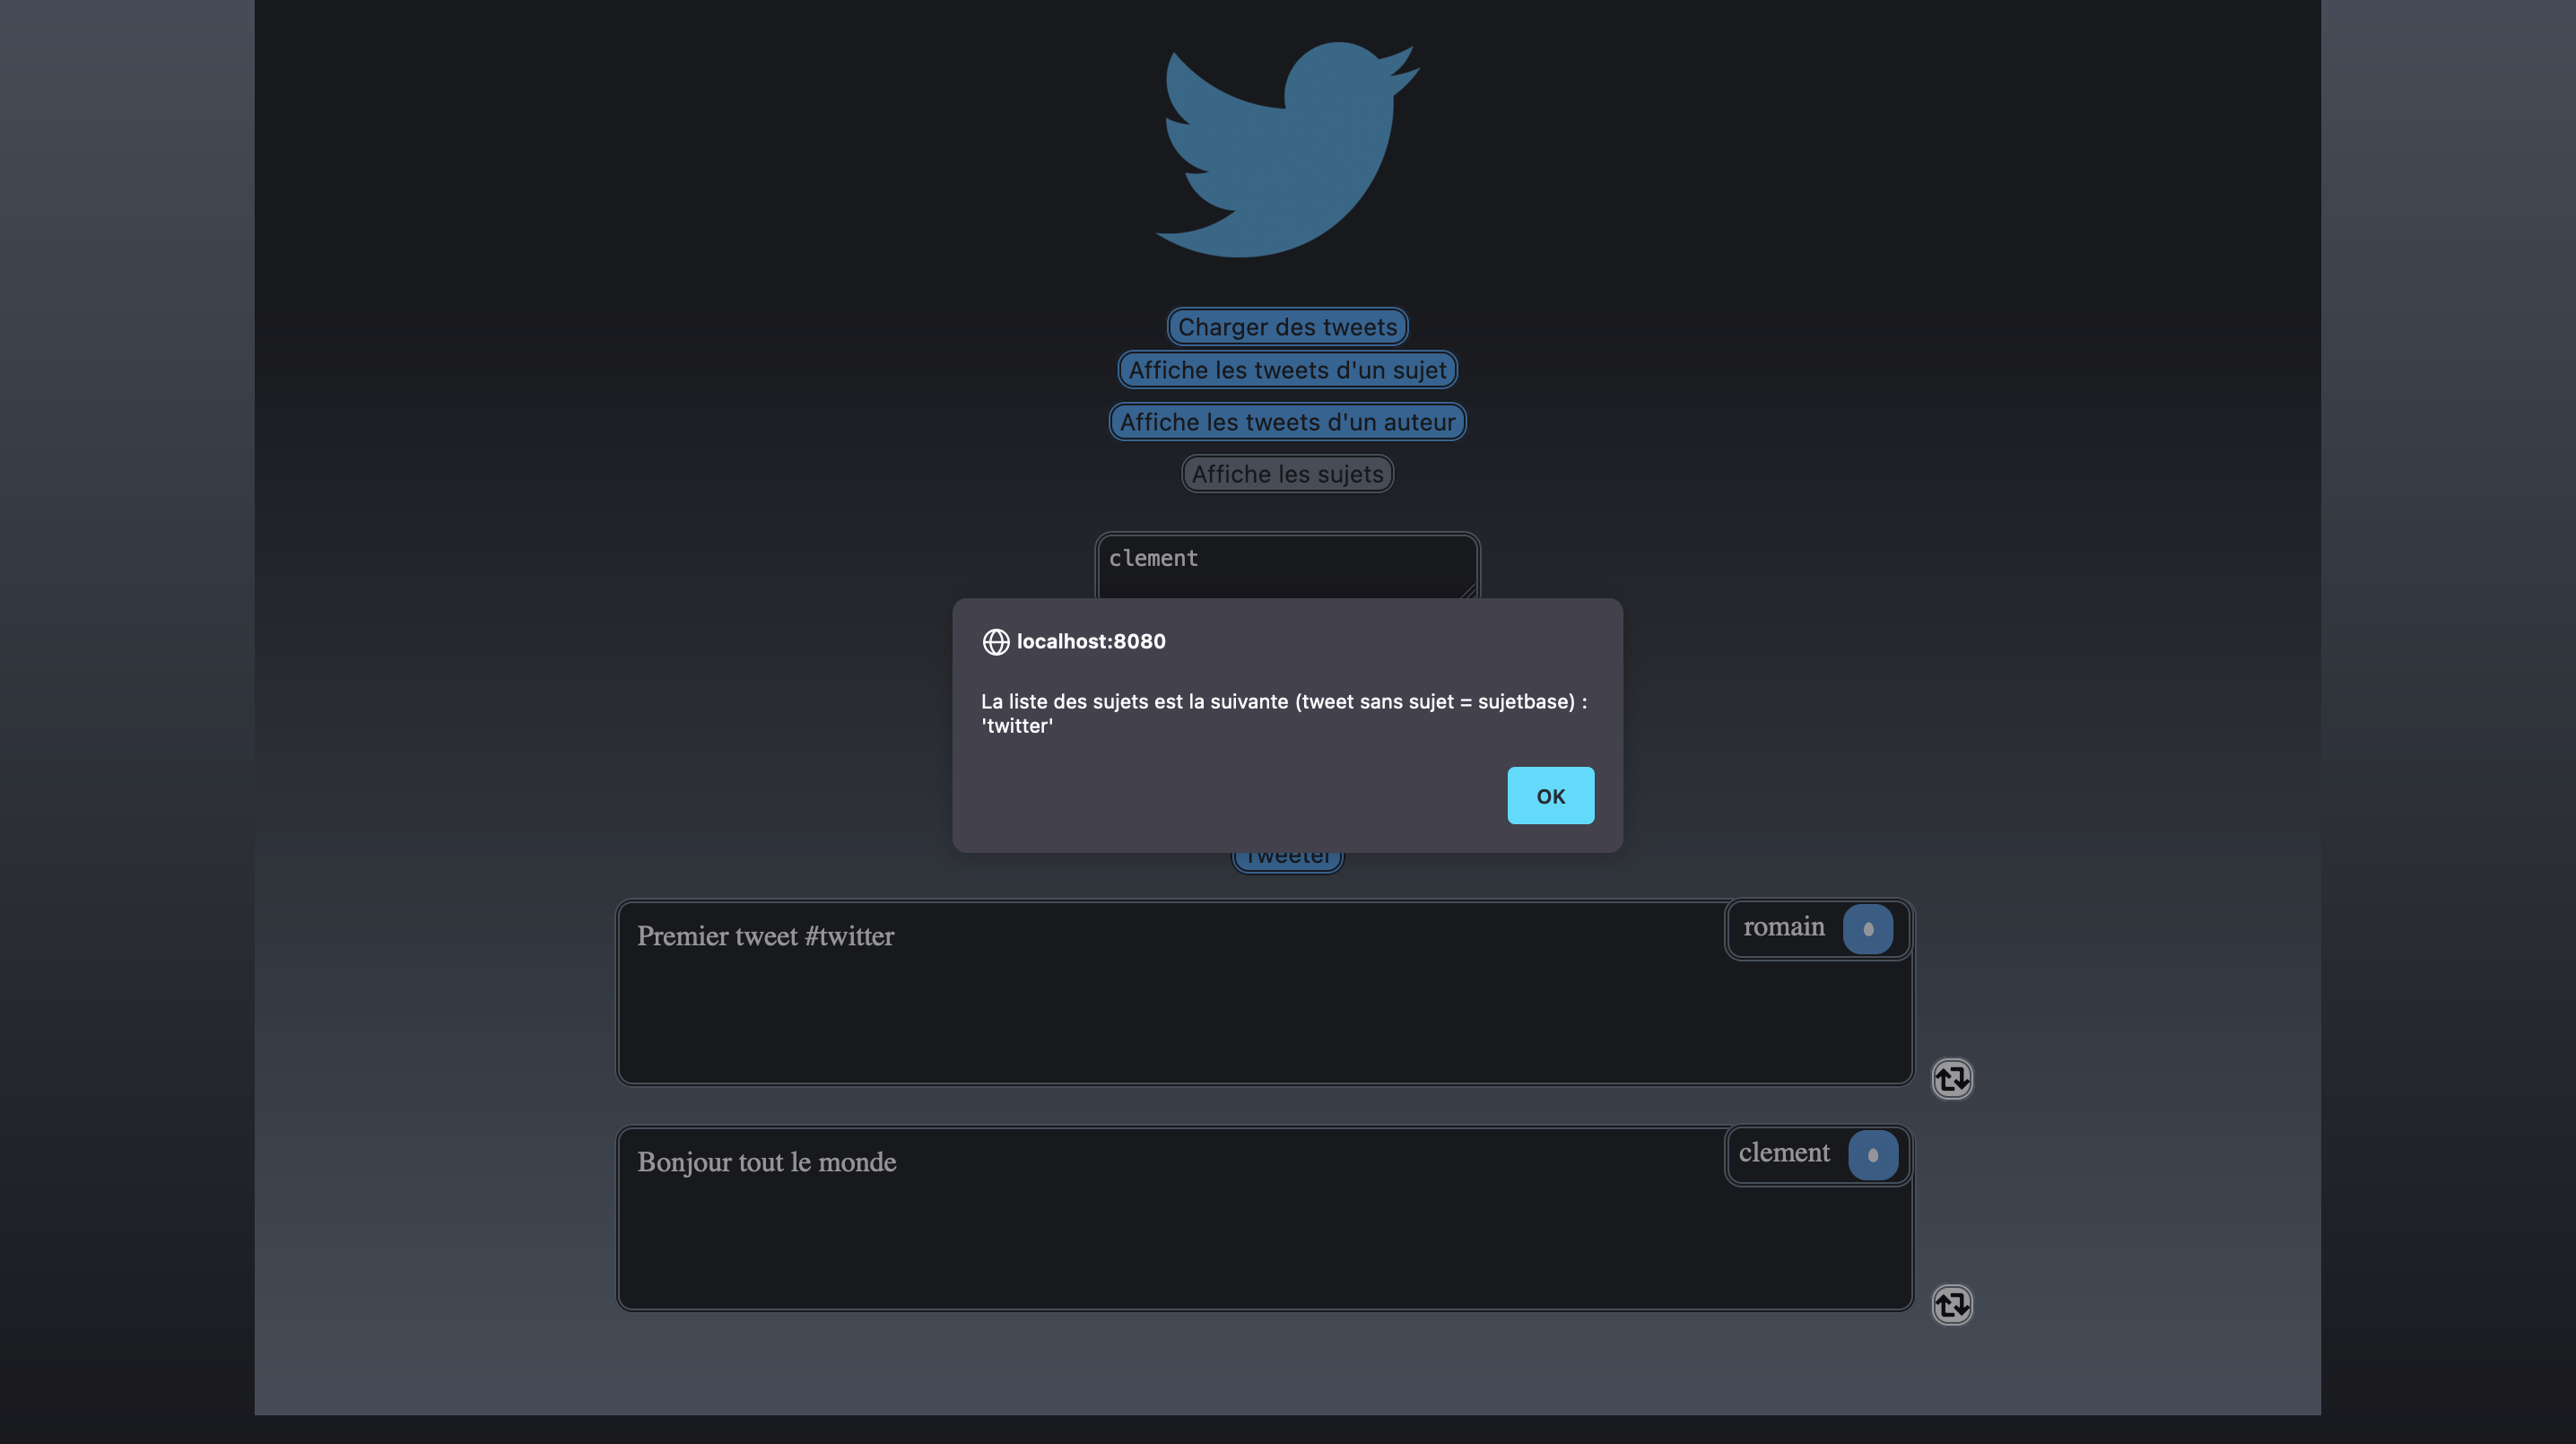 Charger des tweets
Affiche les tweets d'un sujet
Affiche les tweets d'un auteur
Affiche les sujets
clement
localhost:8080
La liste des sujets est la suivante (tweet sans sujet = sujetbase) :
'twitter'
OK
Tweeter
Premier tweet #twitter
romain
Bonjour tout le monde
clement